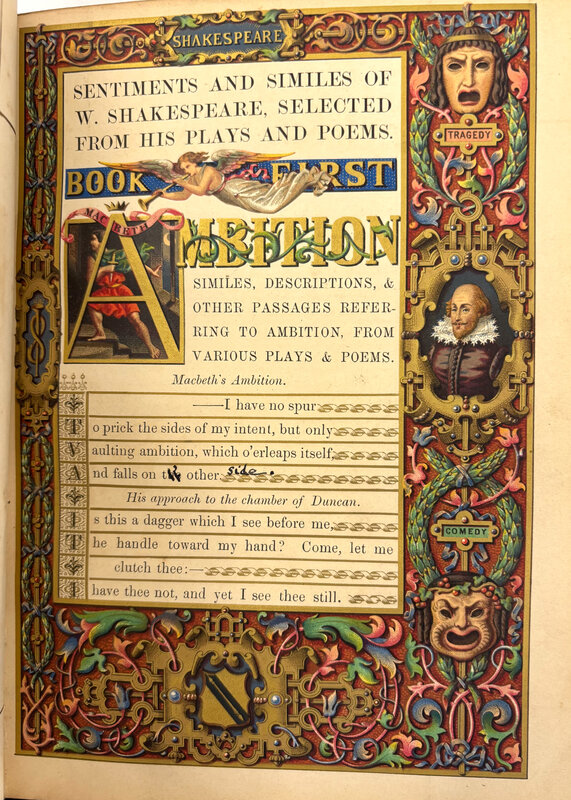 SHAKESPEARE
SENTIMENTS AND SIMILES OF
W. SHAKESPEARE, SELECTED
FROM HIS PLAYS AND POEMS.
BOOK FIRST
MACBETH
AMBITION
SIMILES, DESCRIPTIONS, &
OTHER PASSAGES REFER-
RING TO AMBITION, FROM
VARIOUS PLAYS & POEMS.
Macbeth's Ambition.
——I have no spur
To prick the sides of my intent, but only
Vaulting ambition, which o'erleaps itself,
And falls on other side.
His approach to the chamber of Duncan.
Is this a dagger which I see before me,
The handle toward my hand? Come, let me
clutch thee:—
I have thee not, and yet I see thee still.
TRAGEDY
COMEDY